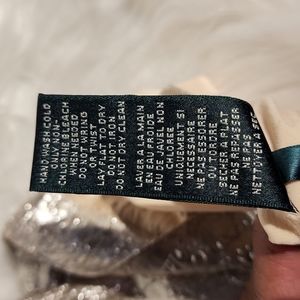 HAND WASH COLD
ONLY NON-
CHLORINE BLEACH
WHEN NEEDED
DO NOT WRING
OR TWIST
LAY FLAT TO DRY
DO NOT IRON
DO NOT DRY CLEAN
LAVER A LA MAIN
EN EAU FROIDE
EAU DE JAVEL NON
CHLOREE
UNIQUEMENT SI
NECESSAIRE
NE PAS ESSORER
OU TORDRE
SECHER A PLAT
NE PAS REPASSER
NE PAS
NETTOYER A SEC